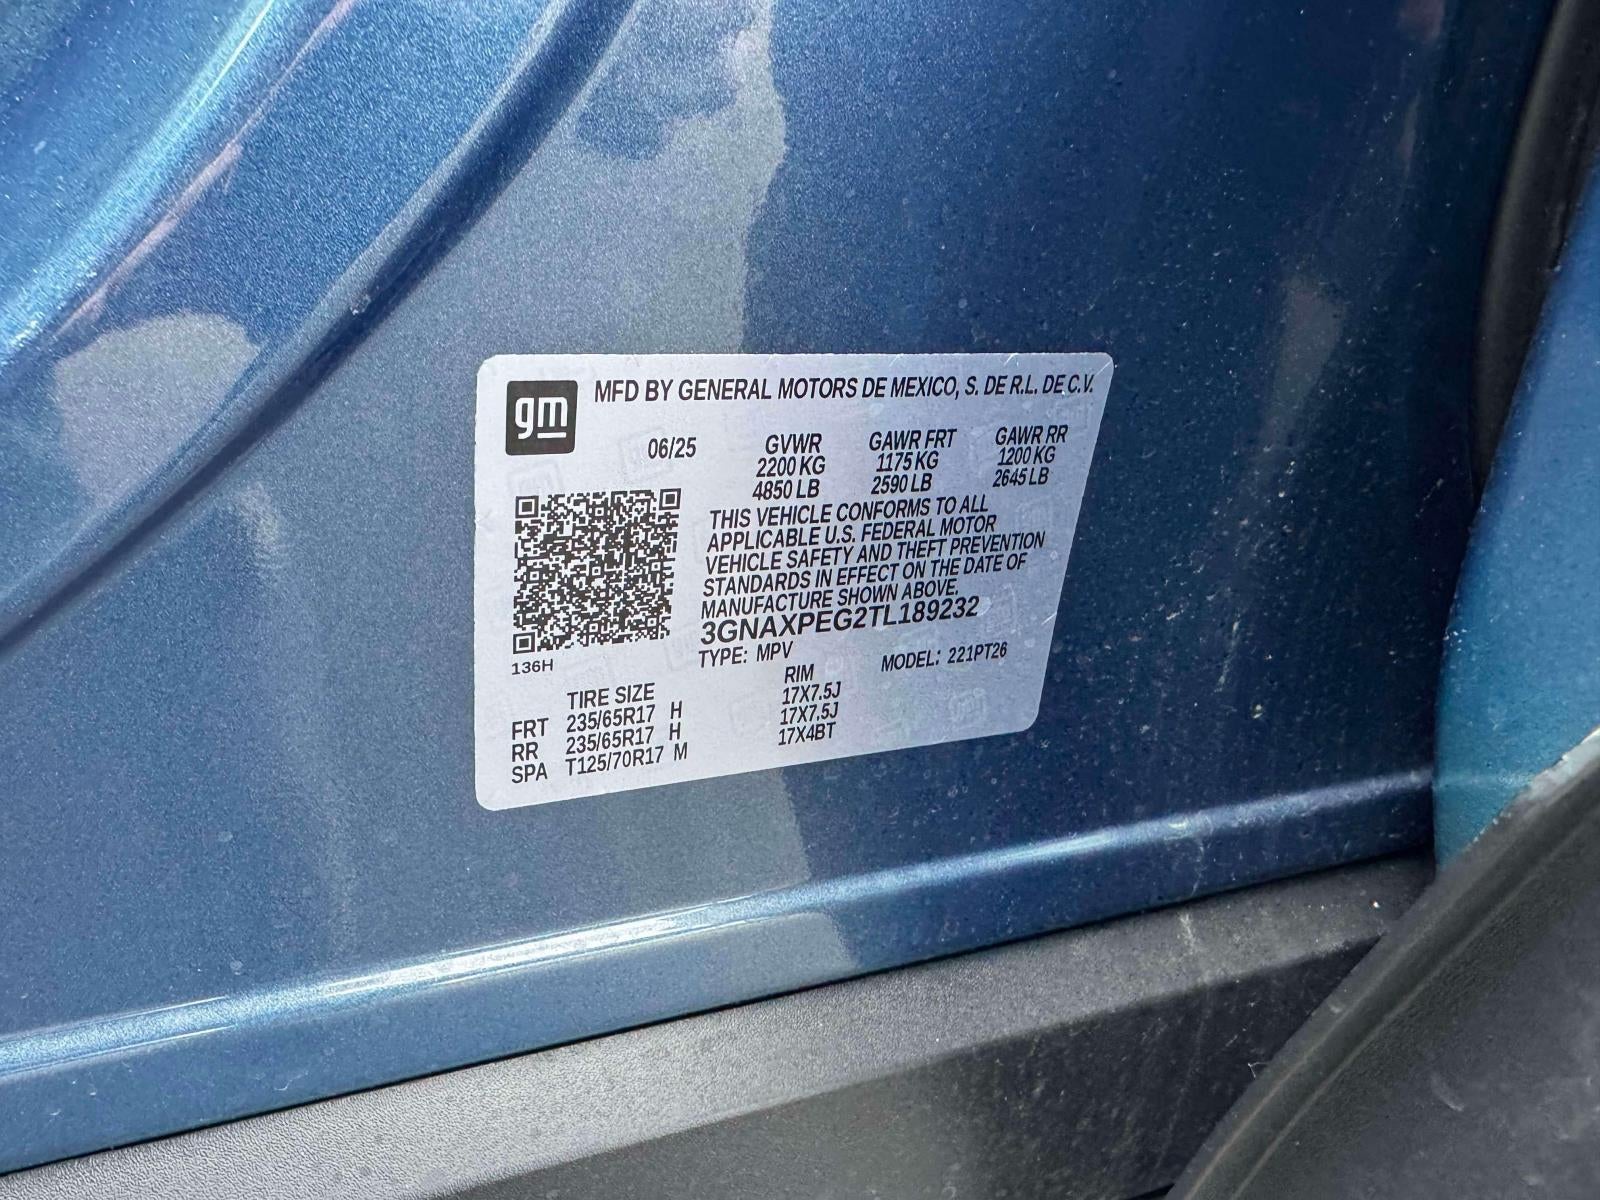 gm
MFD BY GENERAL MOTORS DE MEXICO, S. DE R.L. DE C.V.
06/25 GVWR GAWR FRT GAWR RR
2200 KG 1175 KG 1200 KG
4850 LB 2590 LB 2645 LB
THIS VEHICLE CONFORMS TO ALL
APPLICABLE U.S. FEDERAL MOTOR
VEHICLE SAFETY AND THEFT PREVENTION
STANDARDS IN EFFECT ON THE DATE OF
MANUFACTURE SHOWN ABOVE.
3GNAXPEG2TL189232
136H
TYPE: MPV MODEL: 221PT26
TIRE SIZE RIM
FRT 235/65R17 H 17X7.5J
RR 235/65R17 H 17X7.5J
SPA T125/70R17 M 17X4BT